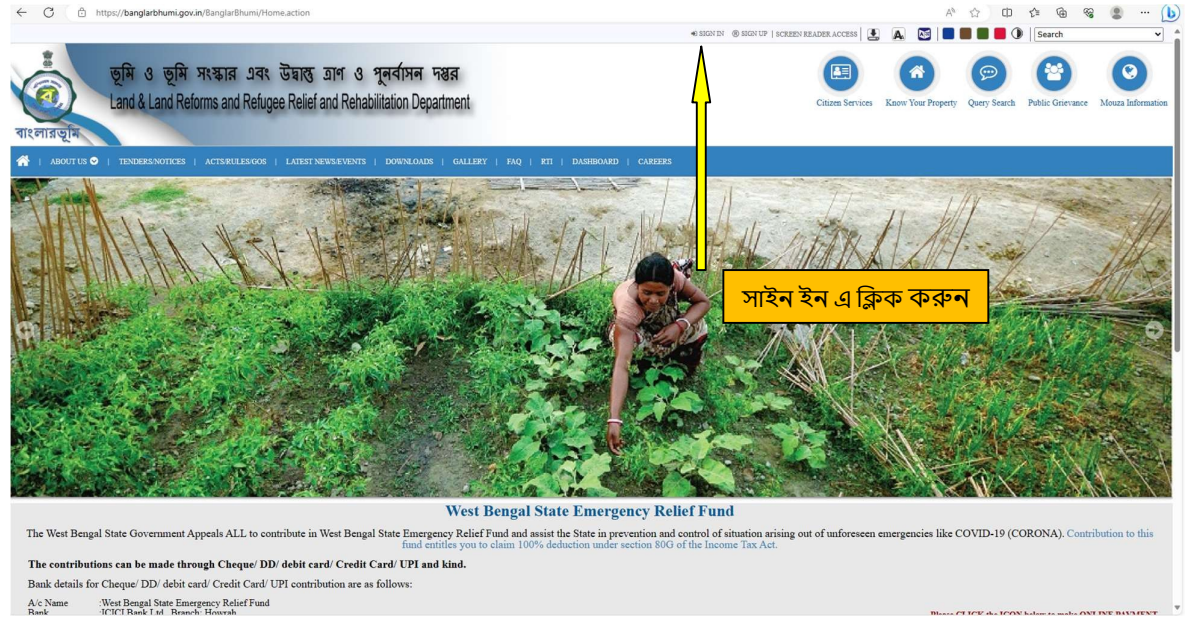 https://banglarbhumi.gov.in/BanglarBhumi/Home.action
SIGN IN SIGN UP | SCREEN READER ACCESS Search
ভূমি ও ভূমি সংস্কার এবং উদ্বাস্তু ত্রাণ ও পুনর্বাসন দপ্তর
Land & Land Reforms and Refugee Relief and Rehabilitation Department
বাংলারভূমি
Citizen Services Know Your Property Query Search Public Grievance Mouza Information
ABOUT US | TENDERS/NOTICES | ACTS/RULES/GOS | LATEST NEWS/EVENTS | DOWNLOADS | GALLERY | FAQ | RTI | DASHBOARD | CAREERS
সাইন ইন এ ক্লিক করুন
West Bengal State Emergency Relief Fund
The West Bengal State Government Appeals ALL to contribute in West Bengal State Emergency Relief Fund and assist the State in prevention and control of situation arising out of unforeseen emergencies like COVID-19 (CORONA). Contribution to this
fund entitles you to claim 100% deduction under section 80G of the Income Tax Act.
The contributions can be made through Cheque/ DD/ debit card/ Credit Card/ UPI and kind.
Bank details for Cheque/ DD/ debit card/ Credit Card/ UPI contribution are as follows:
A/c Name :West Bengal State Emergency Relief Fund
Bank :ICICI Bank Ltd., Branch: Howrah
Please CLICK the ICON below to make ONLINE PAYMENT